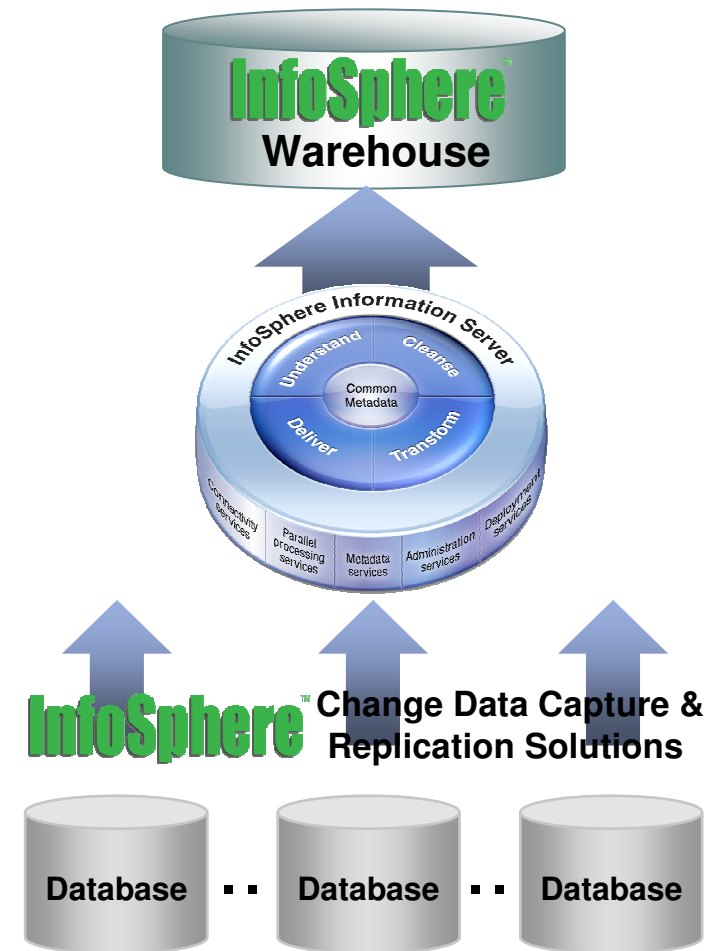 InfoSphere™
Warehouse
InfoSphere Information Server
Understand
Cleanse
Common
Metadata
Deliver
Transform
Connectivity
services
Parallel
processing
services
Metadata
services
Administration
services
Deployment
services
InfoSphere™ Change Data Capture &
Replication Solutions
Database .. Database .. Database